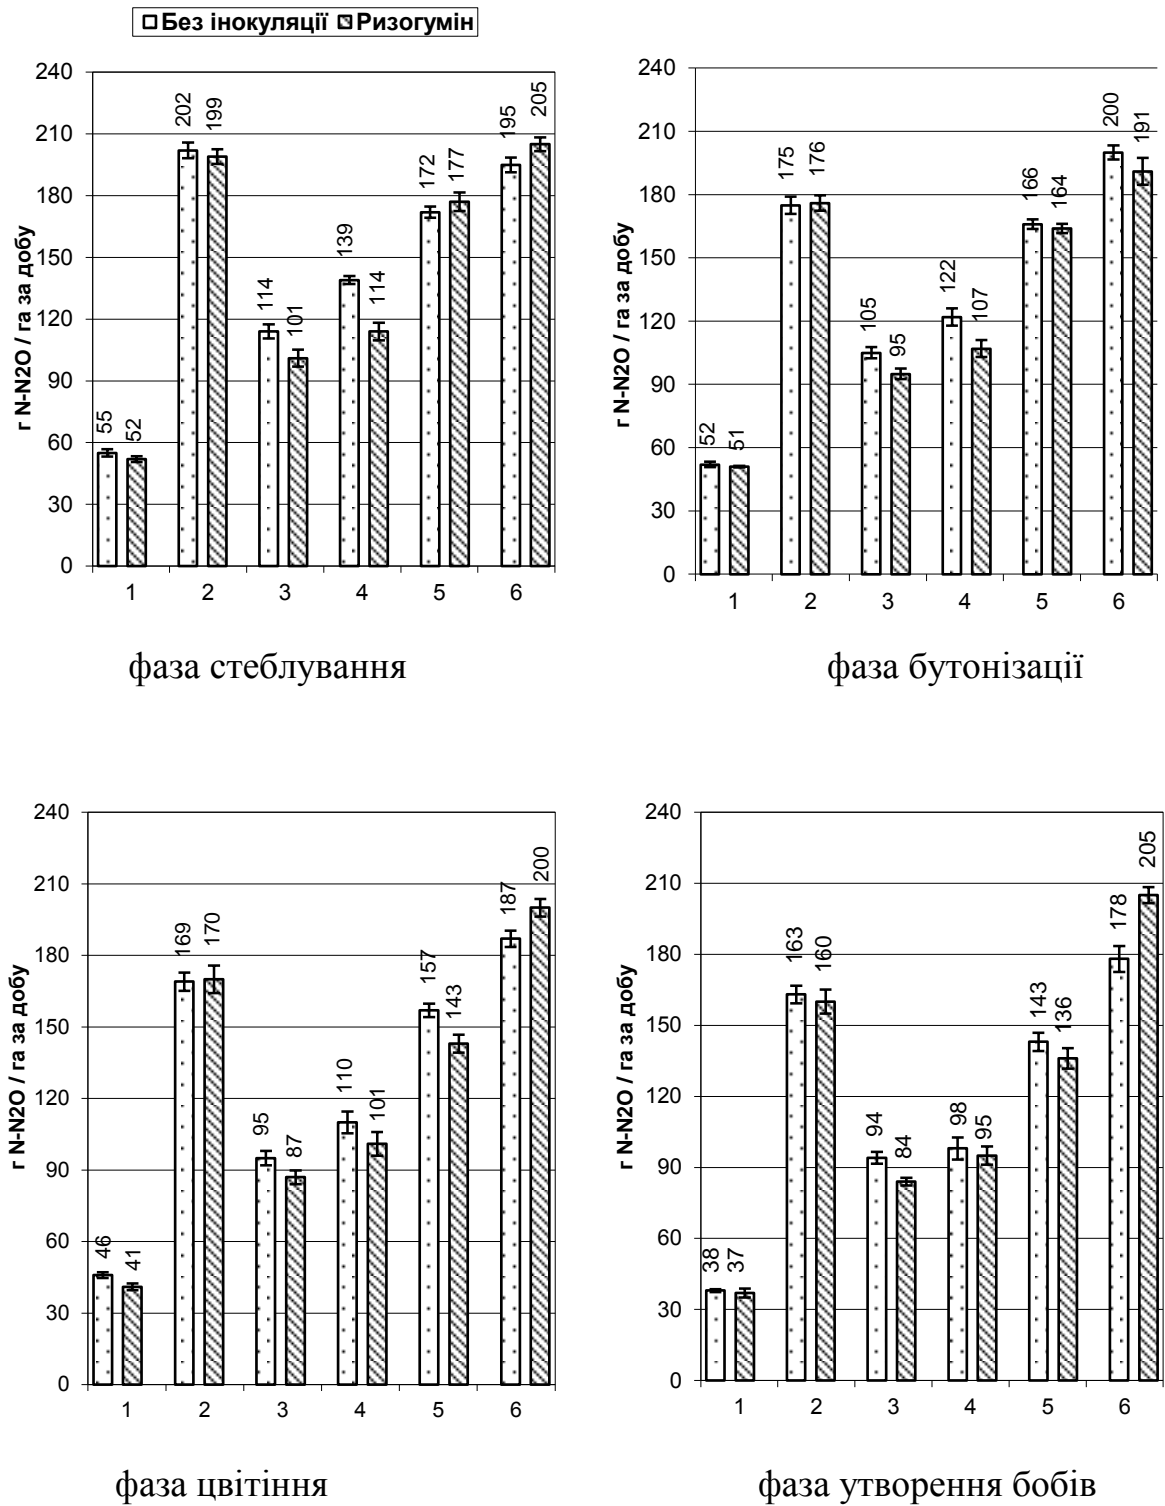 Без інокуляції Ризогумін
240
210
180
150
120
90
60
30
0
г N-N2O / га за добу
55 52 202 199 114 101 139 114 172 177 195 205
1 2 3 4 5 6
фаза стеблування
240
210
180
150
120
90
60
30
0
г N-N2O / га за добу
52 51 175 176 105 95 122 107 166 164 200 191
1 2 3 4 5 6
фаза бутонізації
240
210
180
150
120
90
60
30
0
г N-N2O / га за добу
46 41 169 170 95 87 110 101 157 143 187 200
1 2 3 4 5 6
фаза цвітіння
240
210
180
150
120
90
60
30
0
г N-N2O / га за добу
38 37 163 160 94 84 98 95 143 136 178 205
1 2 3 4 5 6
фаза утворення бобів